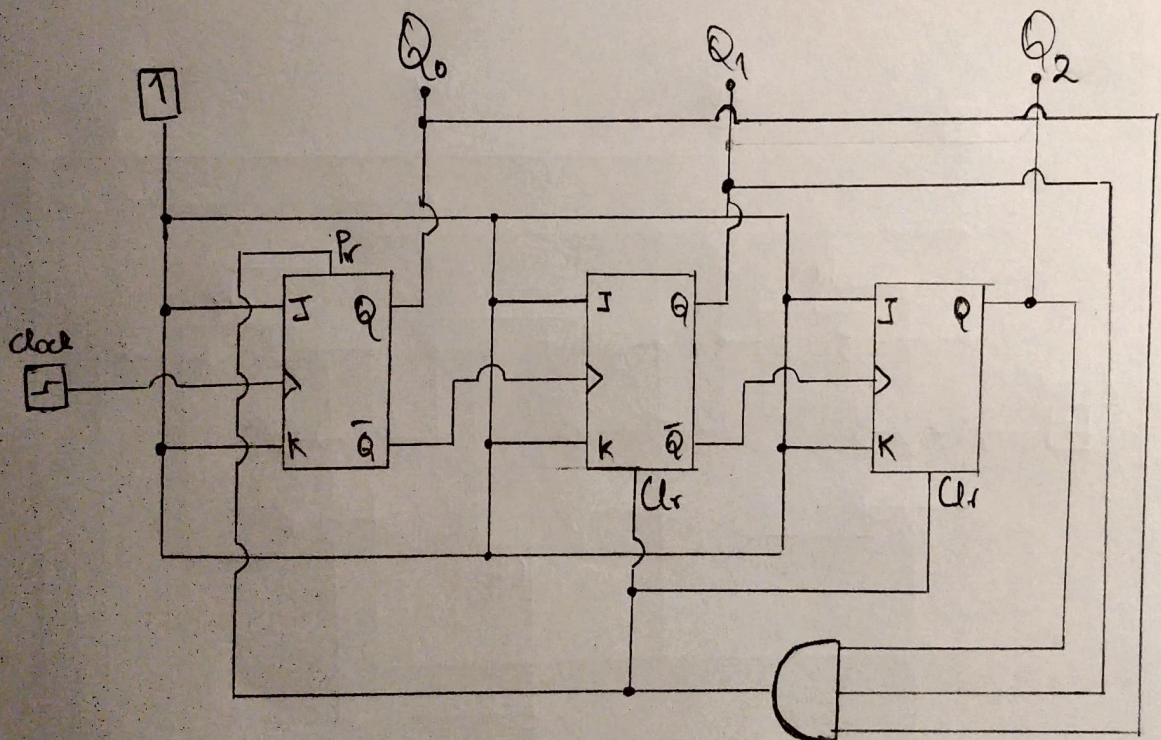 Q₀ Q₁ Q₂
1
Pr
J Q J Q J Q
Clock
K Q̅ K Q̅ K
Clr Clr